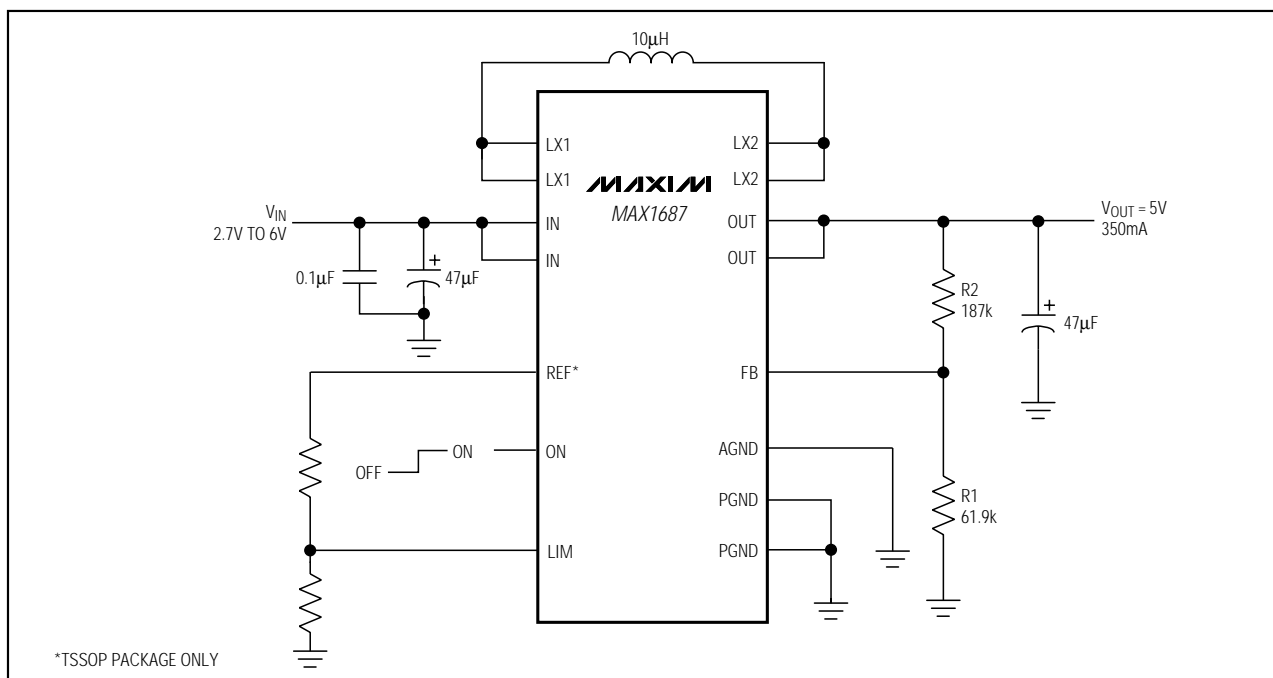 10μH
LX1
LX2
LX1
LX2
MAXIM
MAX1687
VIN
2.7V TO 6V
IN
OUT
VOUT = 5V
350mA
IN
OUT
0.1μF
+
47μF
R2
187k
+
47μF
REF*
FB
OFF
ON
ON
AGND
PGND
R1
61.9k
LIM
PGND
*TSSOP PACKAGE ONLY